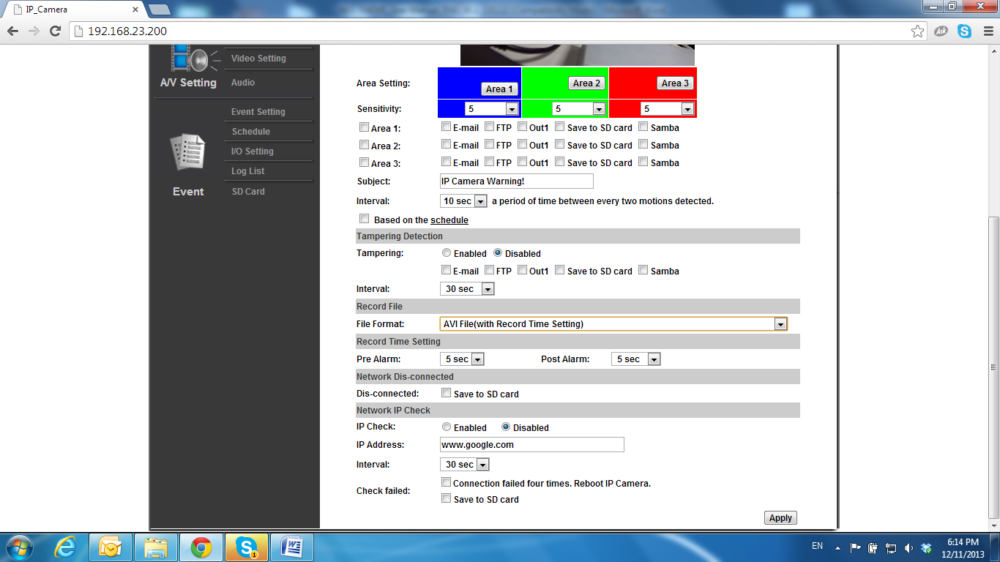 IP_Camera
192.168.23.200
Ask
A/V Setting
Video Setting
Audio
Event
Event Setting
Schedule
I/O Setting
Log List
SD Card
Area Setting: Area 1 Area 2 Area 3
Sensitivity: 5 5 5
Area 1: E-mail FTP Out1 Save to SD card Samba
Area 2: E-mail FTP Out1 Save to SD card Samba
Area 3: E-mail FTP Out1 Save to SD card Samba
Subject: IP Camera Warning!
Interval: 10 sec a period of time between every two motions detected.
Based on the schedule
Tampering Detection
Tampering: Enabled Disabled
E-mail FTP Out1 Save to SD card Samba
Interval: 30 sec
Record File
File Format: AVI File(with Record Time Setting)
Record Time Setting
Pre Alarm: 5 sec Post Alarm: 5 sec
Network Dis-connected
Dis-connected: Save to SD card
Network IP Check
IP Check: Enabled Disabled
IP Address: www.google.com
Interval: 30 sec
Check failed: Connection failed four times. Reboot IP Camera.
Save to SD card
Apply
1
EN
6:14 PM
12/11/2013